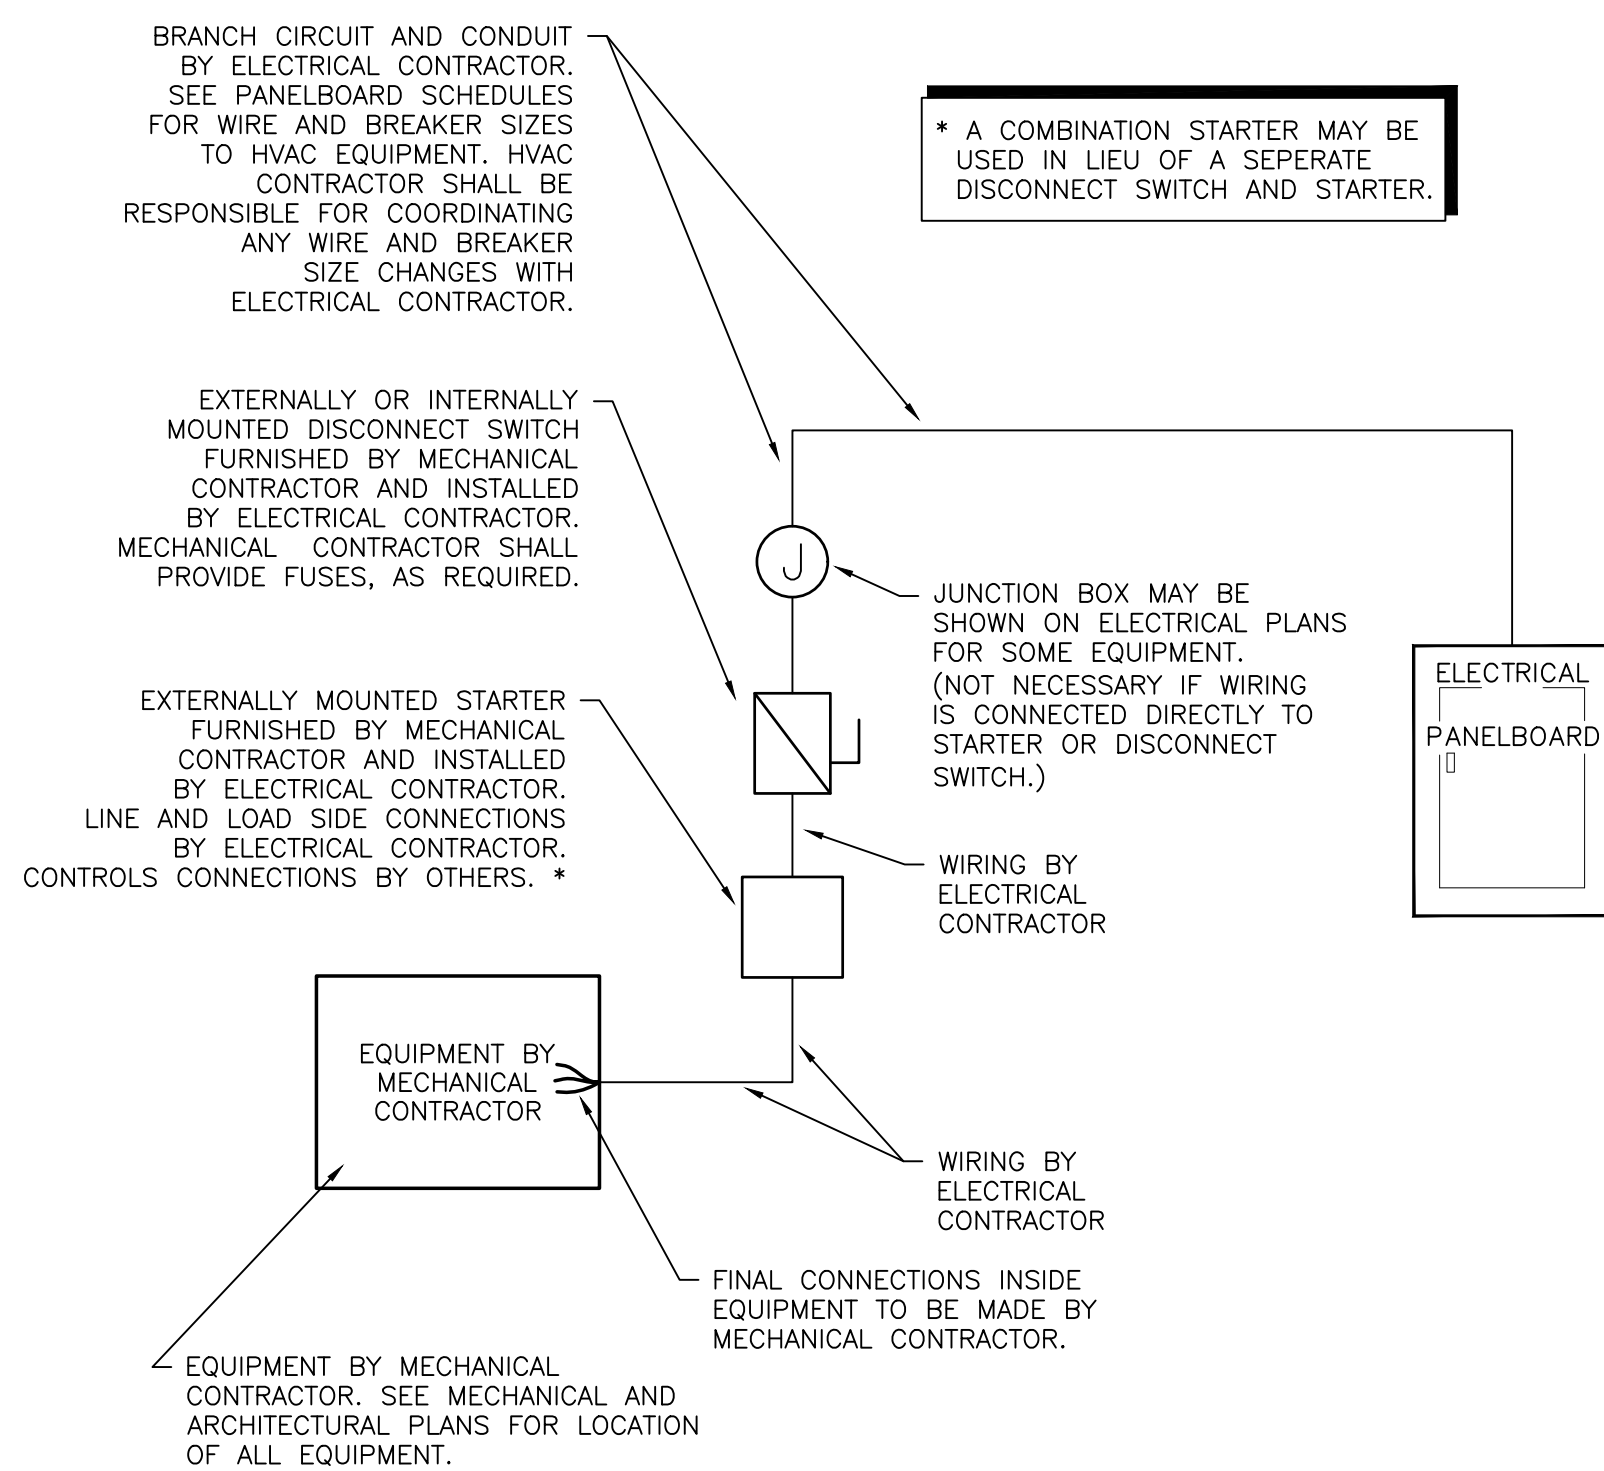 BRANCH CIRCUIT AND CONDUIT
BY ELECTRICAL CONTRACTOR.
SEE PANELBOARD SCHEDULES
FOR WIRE AND BREAKER SIZES
TO HVAC EQUIPMENT. HVAC
CONTRACTOR SHALL BE
RESPONSIBLE FOR COORDINATING
ANY WIRE AND BREAKER
SIZE CHANGES WITH
ELECTRICAL CONTRACTOR.
* A COMBINATION STARTER MAY BE
USED IN LIEU OF A SEPERATE
DISCONNECT SWITCH AND STARTER.
EXTERNALLY OR INTERNALLY
MOUNTED DISCONNECT SWITCH
FURNISHED BY MECHANICAL
CONTRACTOR AND INSTALLED
BY ELECTRICAL CONTRACTOR.
MECHANICAL CONTRACTOR SHALL
PROVIDE FUSES, AS REQUIRED.
J
JUNCTION BOX MAY BE
SHOWN ON ELECTRICAL PLANS
FOR SOME EQUIPMENT.
(NOT NECESSARY IF WIRING
IS CONNECTED DIRECTLY TO
STARTER OR DISCONNECT
SWITCH.)
ELECTRICAL
PANELBOARD
EXTERNALLY MOUNTED STARTER
FURNISHED BY MECHANICAL
CONTRACTOR AND INSTALLED
BY ELECTRICAL CONTRACTOR.
LINE AND LOAD SIDE CONNECTIONS
BY ELECTRICAL CONTRACTOR.
CONTROLS CONNECTIONS BY OTHERS. *
WIRING BY
ELECTRICAL
CONTRACTOR
EQUIPMENT BY
MECHANICAL
CONTRACTOR
WIRING BY
ELECTRICAL
CONTRACTOR
FINAL CONNECTIONS INSIDE
EQUIPMENT TO BE MADE BY
MECHANICAL CONTRACTOR.
EQUIPMENT BY MECHANICAL
CONTRACTOR. SEE MECHANICAL AND
ARCHITECTURAL PLANS FOR LOCATION
OF ALL EQUIPMENT.